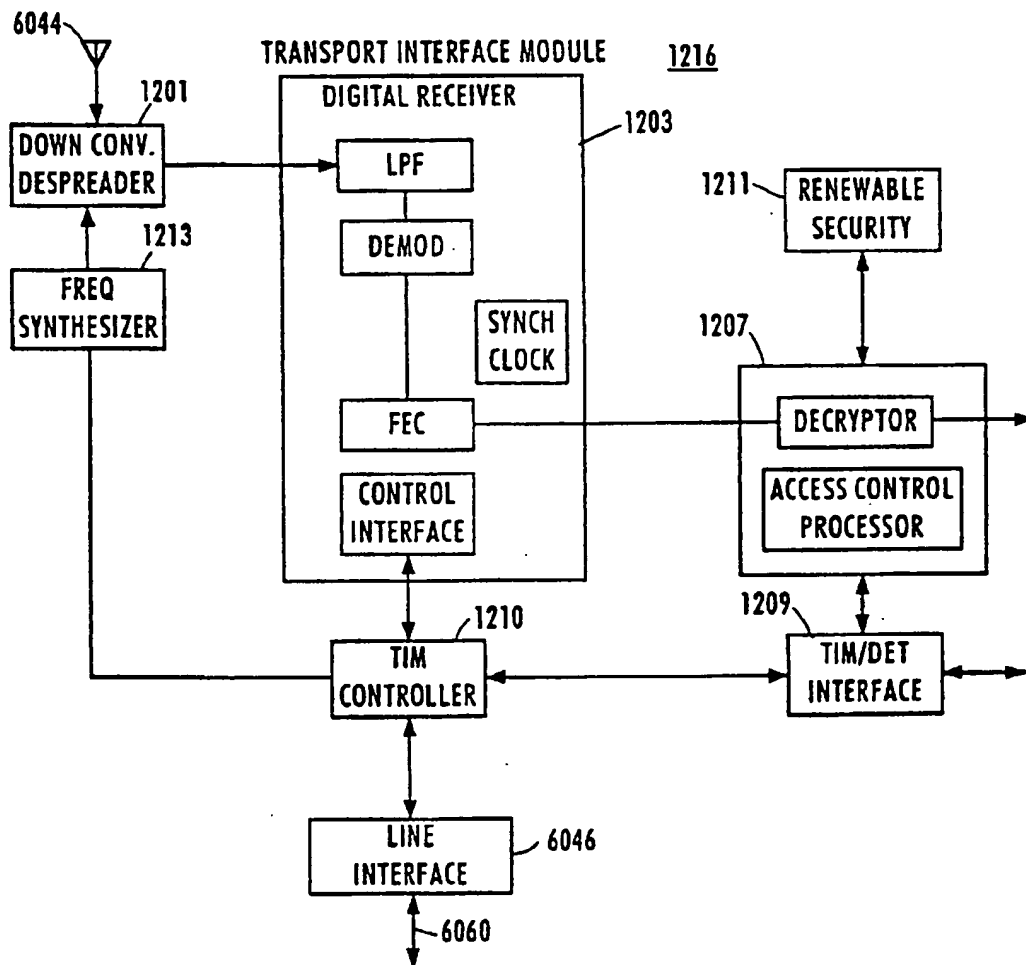 6044
TRANSPORT INTERFACE MODULE
1216
1201
DIGITAL RECEIVER
1203
DOWN CONV.
DESPREADER
LPF
1211
RENEWABLE
SECURITY
1213
DEMOD
FREQ
SYNTHESIZER
SYNCH
CLOCK
1207
FEC
DECRYPTOR
CONTROL
INTERFACE
ACCESS CONTROL
PROCESSOR
1210
1209
TIM
CONTROLLER
TIM/DET
INTERFACE
LINE
INTERFACE
6046
6060